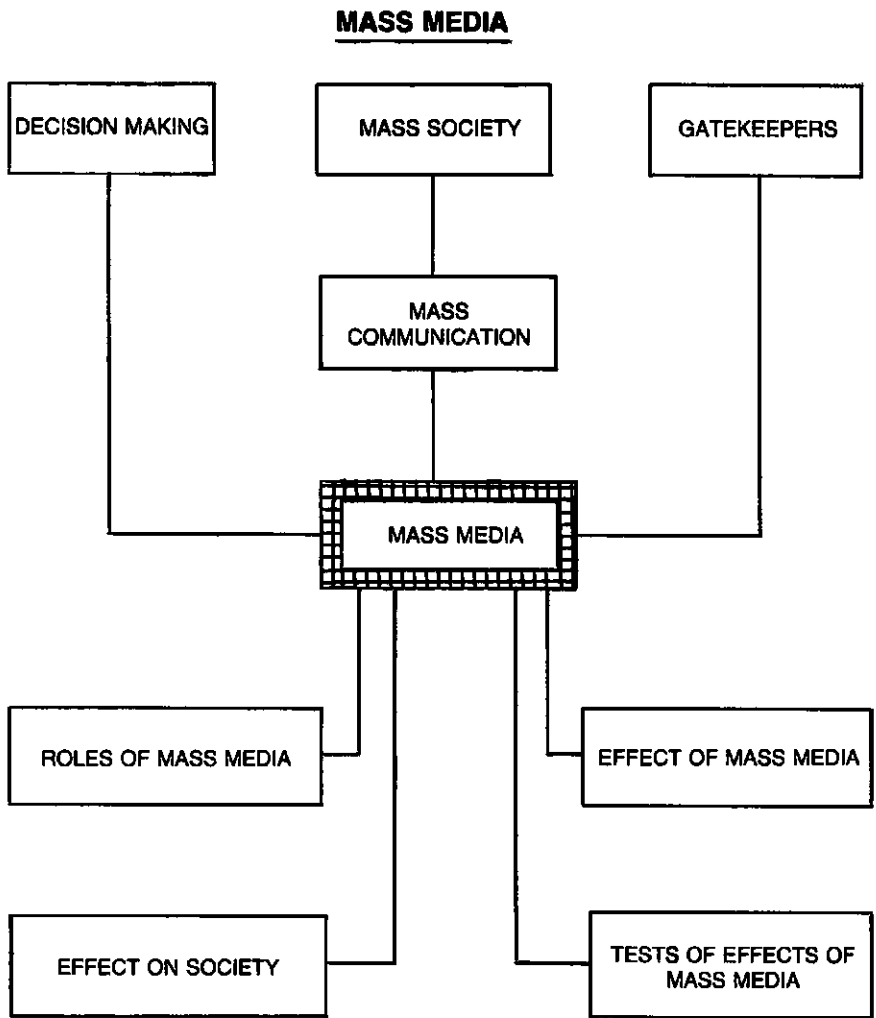 MASS MEDIA
DECISION MAKING
MASS SOCIETY
GATEKEEPERS
MASS
COMMUNICATION
MASS MEDIA
ROLES OF MASS MEDIA
EFFECT OF MASS MEDIA
EFFECT ON SOCIETY
TESTS OF EFFECTS OF
MASS MEDIA